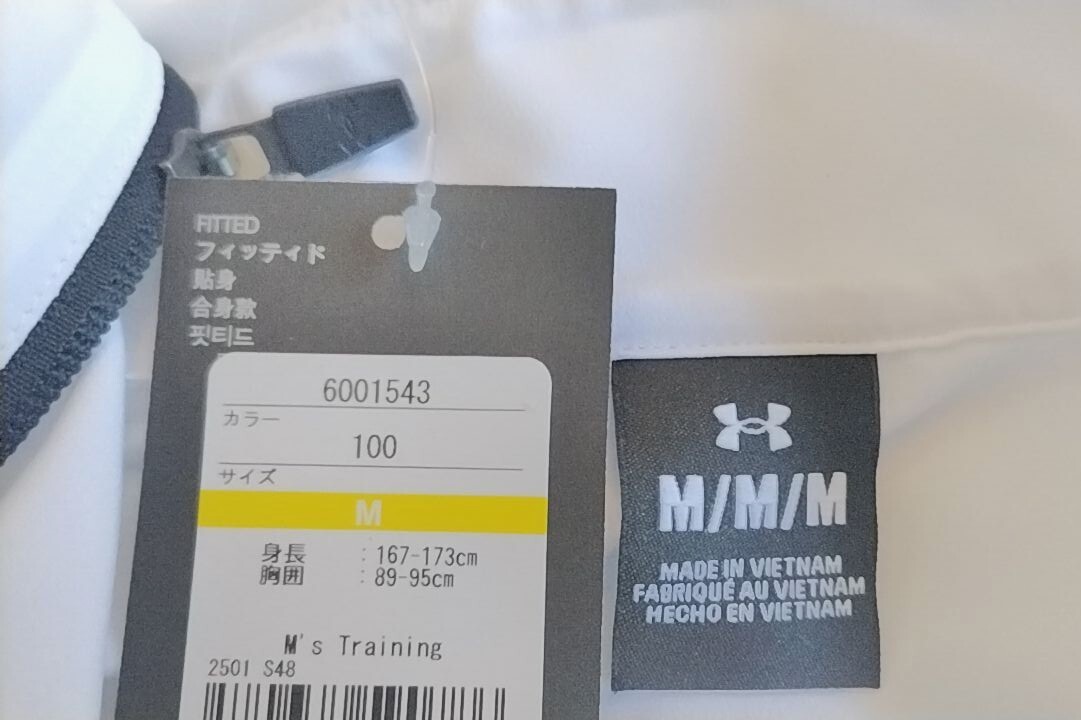 FITTED
フィッティド
貼身
合身款
핏티드
6001543
カラー
100
サイズ
M
身長 : 167-173cm
胸囲 : 89-95cm
M's Training
2501 S48
M/M/M
MADE IN VIETNAM
FABRIQUÉ AU VIETNAM
HECHO EN VIETNAM